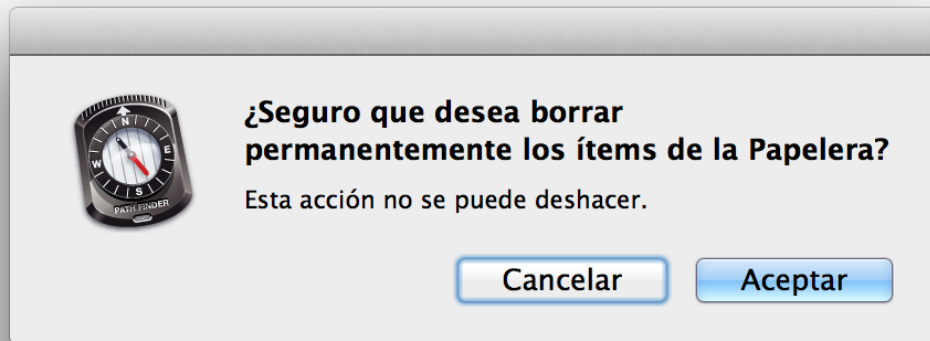 ¿Seguro que desea borrar
permanentemente los ítems de la Papelera?
Esta acción no se puede deshacer.
N
E
W
S
PATH FINDER
Cancelar
Aceptar